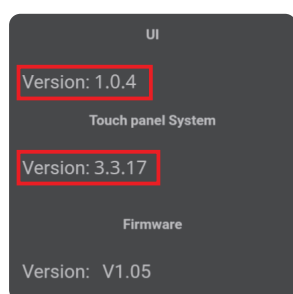 UI
Version: 1.0.4
Touch panel System
Version: 3.3.17
Firmware
Version: V1.05